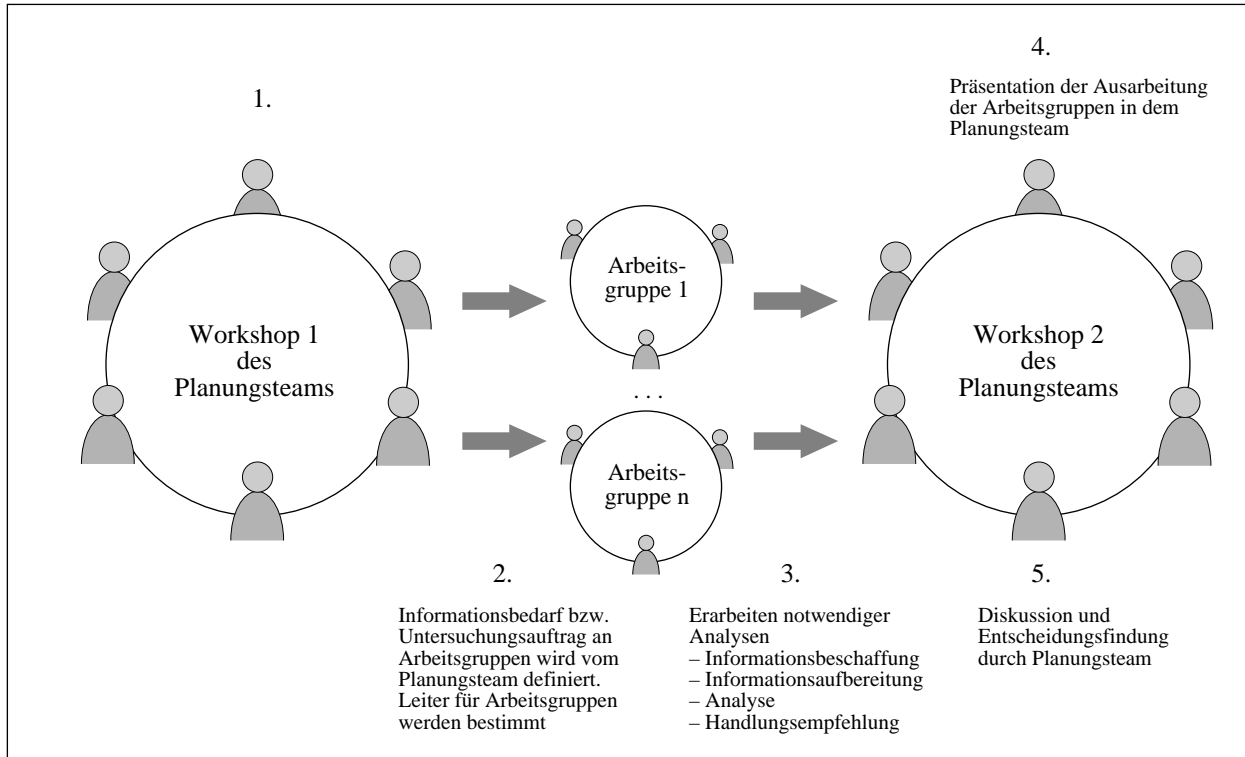 1.
Workshop 1
des
Planungsteams
Arbeits-
gruppe 1
. . .
Arbeits-
gruppe n
2.
Informationsbedarf bzw.
Untersuchungsauftrag an
Arbeitsgruppen wird vom
Planungsteam definiert.
Leiter für Arbeitsgruppen
werden bestimmt
3.
Erarbeiten notwendiger
Analysen
– Informationsbeschaffung
– Informationsaufbereitung
– Analyse
– Handlungsempfehlung
4.
Präsentation der Ausarbeitung
der Arbeitsgruppen in dem
Planungsteam
Workshop 2
des
Planungsteams
5.
Diskussion und
Entscheidungsfindung
durch Planungsteam